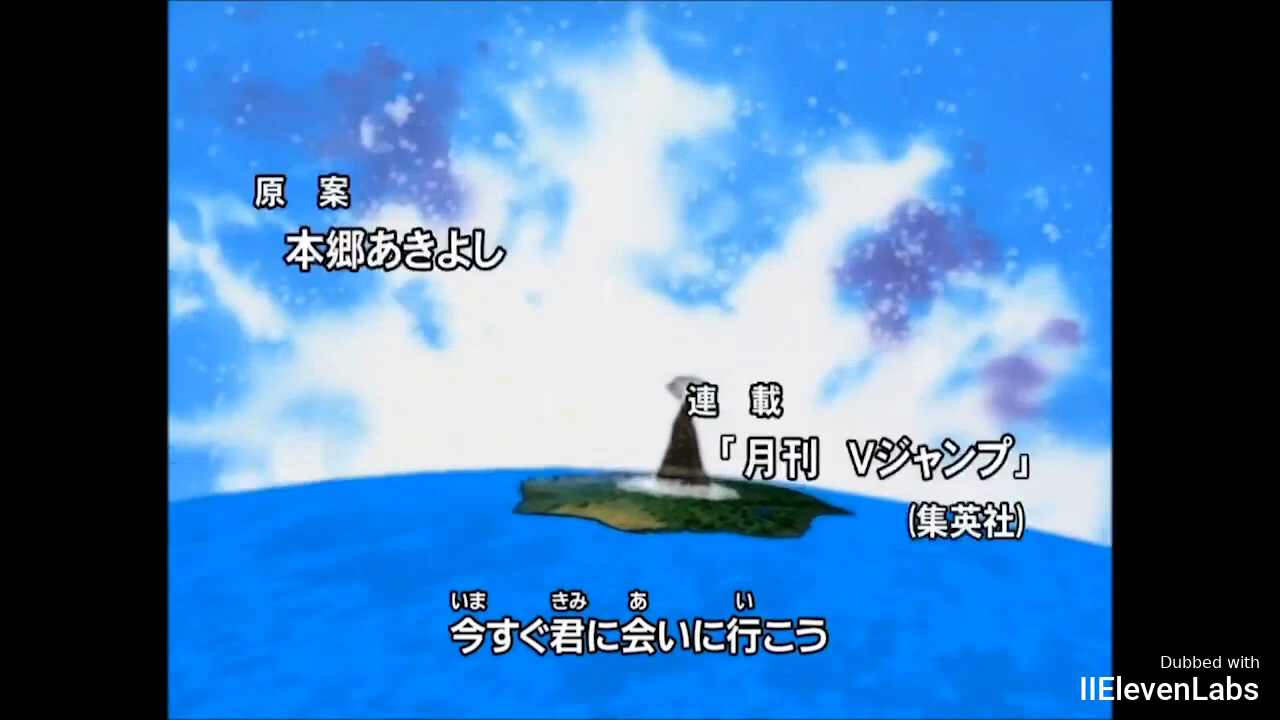 原　案
本郷あきよし
連　載
「月刊　Vジャンプ」
(集英社)
いま きみ あ い
今すぐ君に会いに行こう
Dubbed with
IIElevenLabs